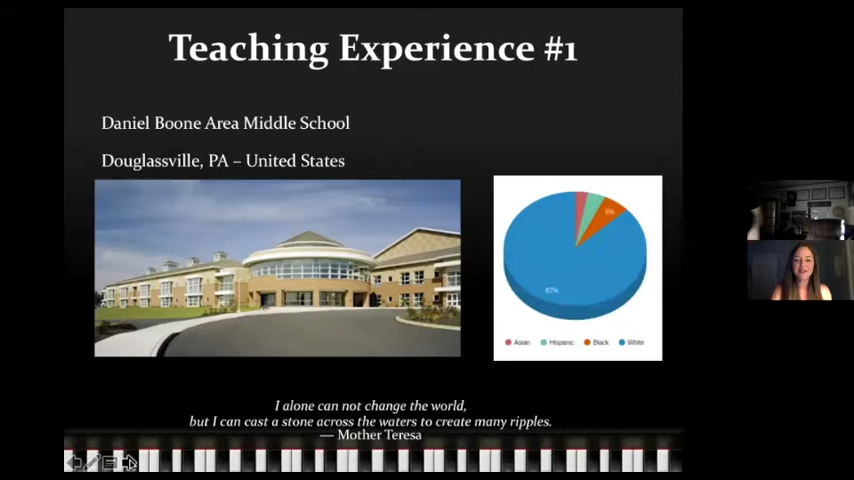 Teaching Experience #1
Daniel Boone Area Middle School
Douglassville, PA – United States
6%
87%
Asian
Hispanic
Black
White
I alone can not change the world,
but I can cast a stone across the waters to create many ripples.
— Mother Teresa